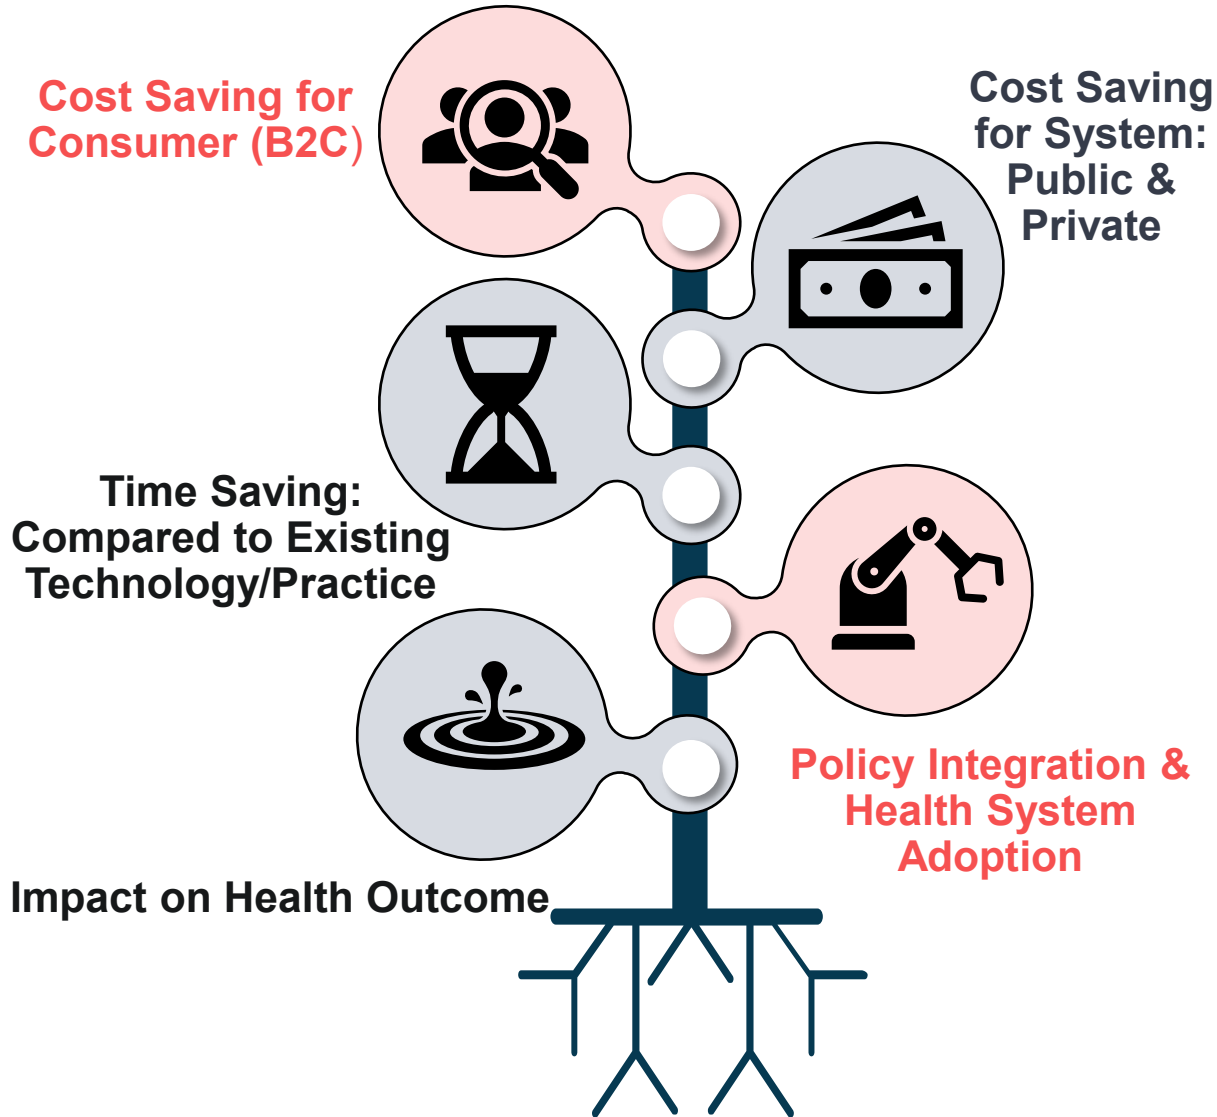 Cost Saving for
Consumer (B2C)
Cost Saving
for System:
Public &
Private
Time Saving:
Compared to Existing
Technology/Practice
Policy Integration &
Health System
Adoption
Impact on Health Outcome